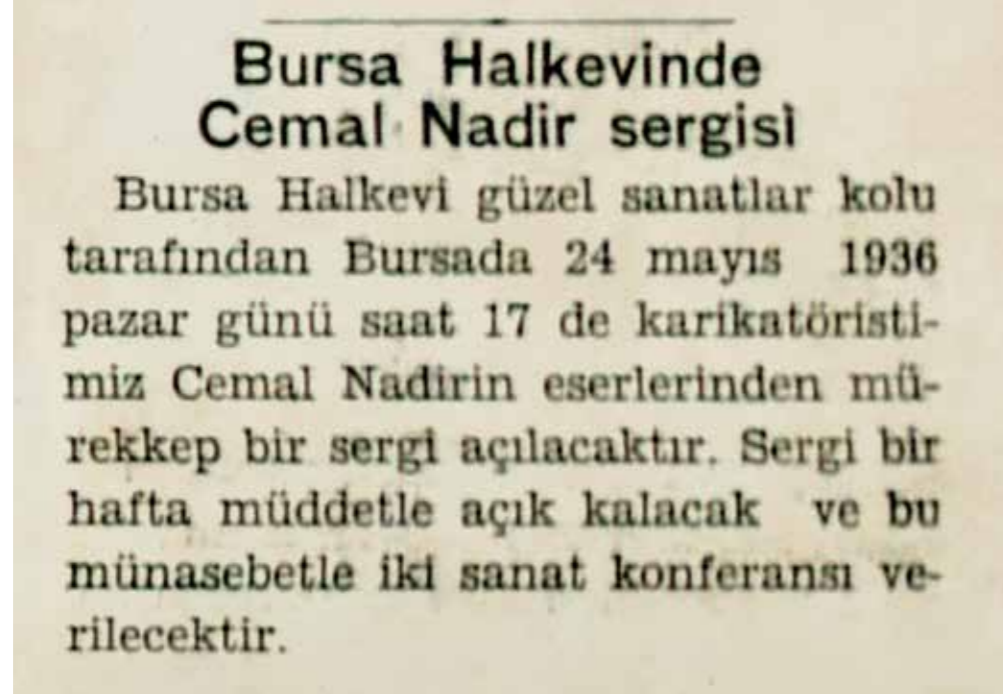 Bursa Halkevinde
Cemal Nadir sergisi
Bursa Halkevi güzel sanatlar kolu
tarafından Bursada 24 mayıs 1936
pazar günü saat 17 de karikatöristi-
miz Cemal Nadirin eserlerinden mü-
rekkep bir sergi açılacaktır. Sergi bir
hafta müddetle açık kalacak ve bu
münasebetle iki sanat konferansı ve-
rilecektir.